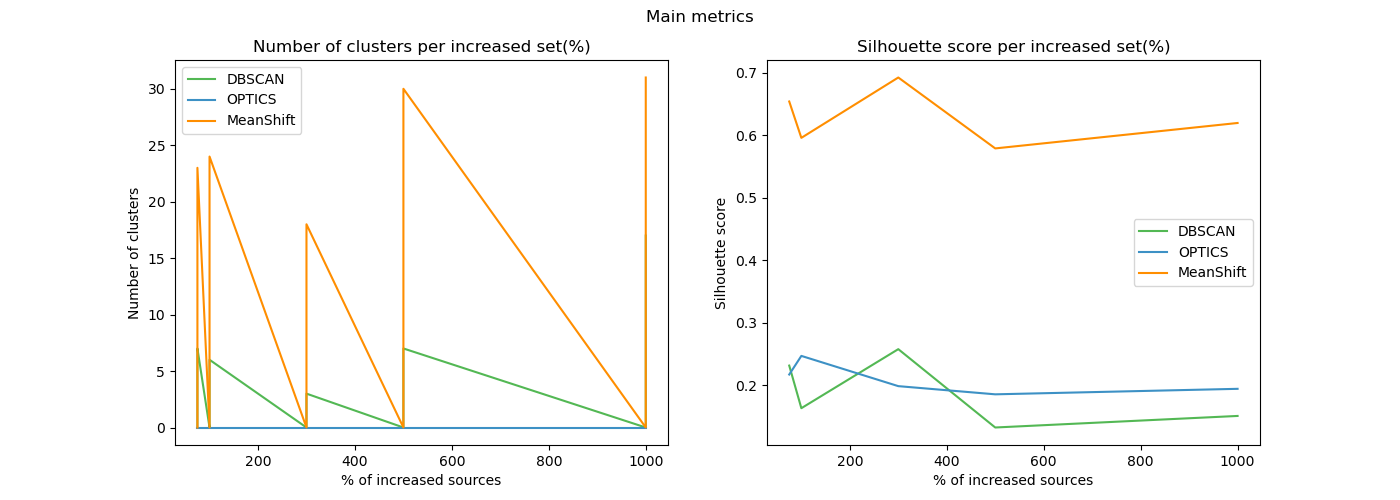 Main metrics
Number of clusters per increased set(%)
DBSCAN
OPTICS
MeanShift
Number of clusters
30
25
20
15
10
5
0
200
400
600
800
1000
% of increased sources
Silhouette score per increased set(%)
DBSCAN
OPTICS
MeanShift
Silhouette score
0.7
0.6
0.5
0.4
0.3
0.2
200
400
600
800
1000
% of increased sources